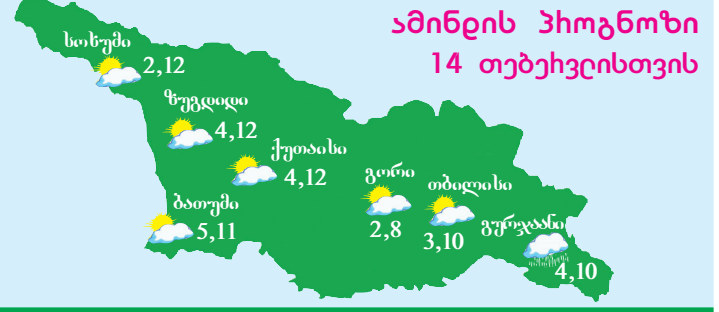 ამინდის პროგნოზი
14 თებერვლისთვის
სოხუმი
2,12
ზუგდიდი
4,12
ქუთაისი
4,12
გორი
2,8
თბილისი
3,10
ბათუმი
5,11
გურჯაანი
4,10